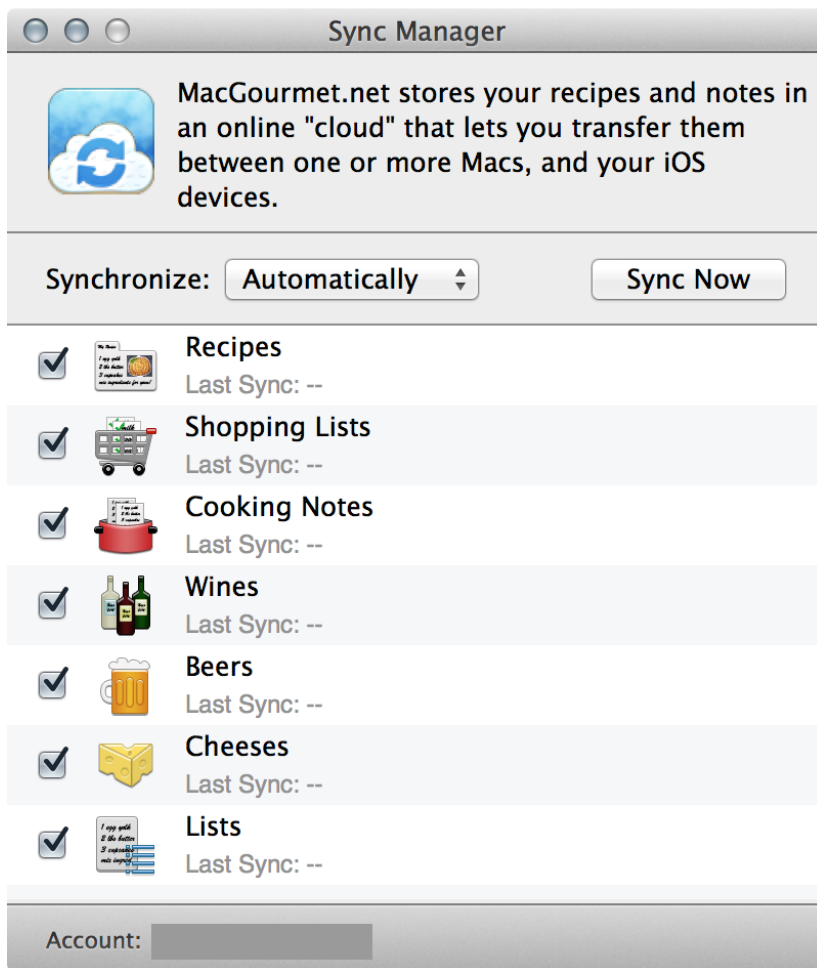 Sync Manager
MacGourmet.net stores your recipes and notes in
an online "cloud" that lets you transfer them
between one or more Macs, and your iOS
devices.
Synchronize: Automatically Sync Now
Recipes
Last Sync: --
Shopping Lists
Last Sync: --
Cooking Notes
Last Sync: --
Wines
Last Sync: --
Beers
Last Sync: --
Cheeses
Last Sync: --
Lists
Last Sync: --
Account: